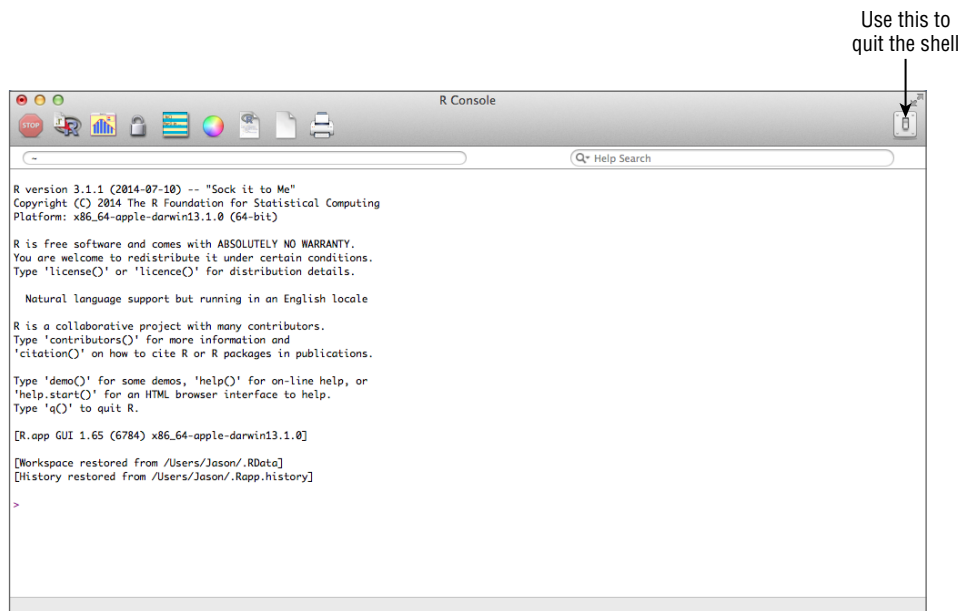 Use this to
quit the shell
R Console
STOP
R
~
Help Search
R version 3.1.1 (2014-07-10) -- "Sock it to Me"
Copyright (C) 2014 The R Foundation for Statistical Computing
Platform: x86_64-apple-darwin13.1.0 (64-bit)
R is free software and comes with ABSOLUTELY NO WARRANTY.
You are welcome to redistribute it under certain conditions.
Type 'license()' or 'licence()' for distribution details.
Natural language support but running in an English locale
R is a collaborative project with many contributors.
Type 'contributors()' for more information and
'citation()' on how to cite R or R packages in publications.
Type 'demo()' for some demos, 'help()' for on-line help, or
'help.start()' for an HTML browser interface to help.
Type 'q()' to quit R.
[R.app GUI 1.65 (6784) x86_64-apple-darwin13.1.0]
[Workspace restored from /Users/Jason/.RData]
[History restored from /Users/Jason/.Rapp.history]
>